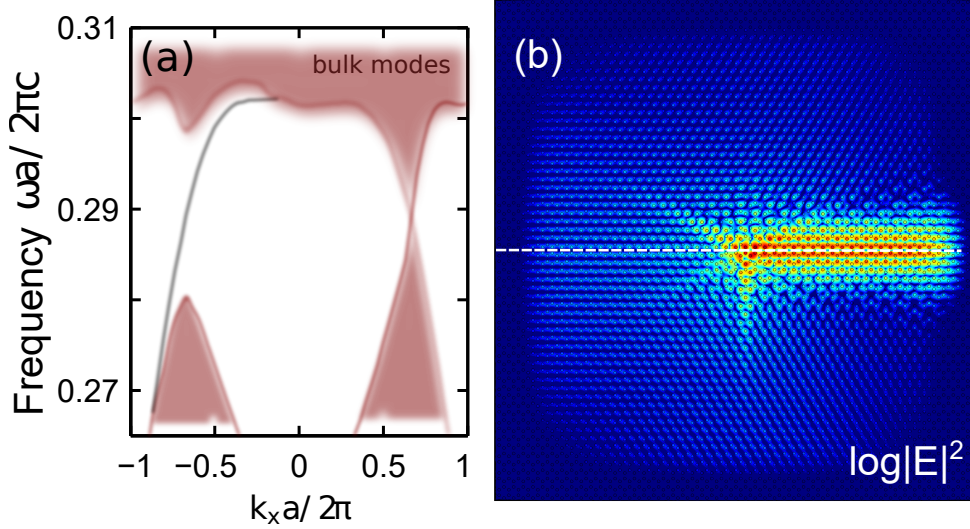 (a)
bulk modes
Frequency ωa/2πc
0.31
0.29
0.27
−1 −0.5 0 0.5 1
kₓa/2π
(b)
log|E|²